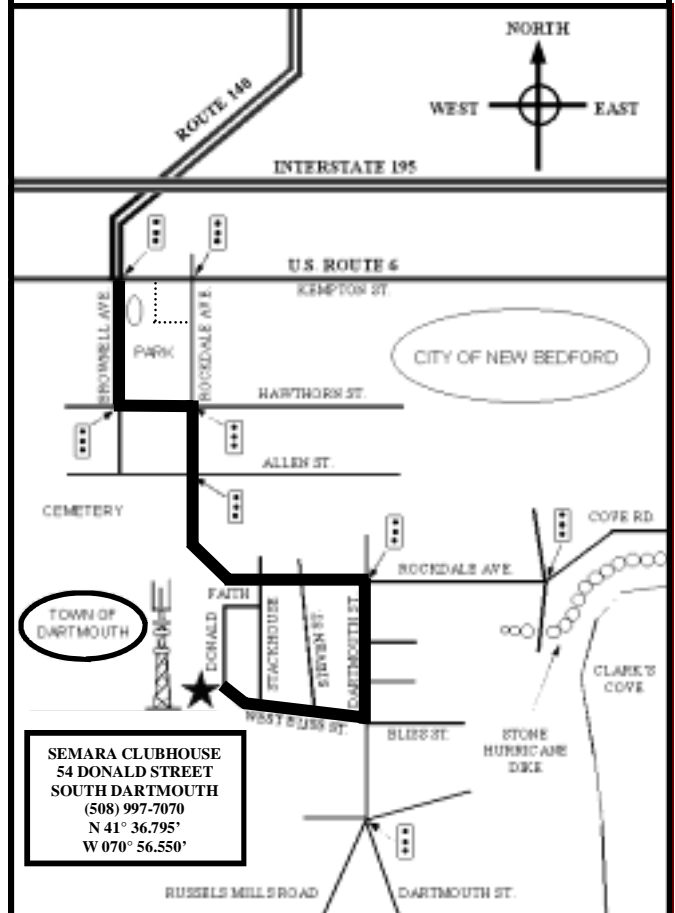 NORTH
WEST
EAST
ROUTE 140
INTERSTATE 195
U.S. ROUTE 6
KEMPTON ST.
BROWNELL AVE.
PARK
ROCKDALE AVE.
CITY OF NEW BEDFORD
HAWTHORN ST.
ALLEN ST.
CEMETERY
COVE RD.
ROCKDALE AVE.
FAITH
TOWN OF
DARTMOUTH
DONALD
STACKHOUSE
STEVEN ST.
DARTMOUTH ST.
CLARK'S
COVE
WEST BLISS ST.
BLISS ST.
STONE
HURRICANE
DIKE
SEMARA CLUBHOUSE
54 DONALD STREET
SOUTH DARTMOUTH
(508) 997-7070
N 41° 36.795’
W 070° 56.550’
RUSSELS MILLS ROAD
DARTMOUTH ST.